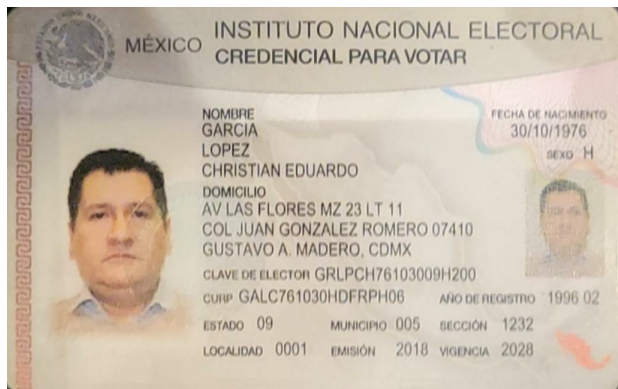 MÉXICO INSTITUTO NACIONAL ELECTORAL
CREDENCIAL PARA VOTAR
NOMBRE
GARCIA
LOPEZ
CHRISTIAN EDUARDO
FECHA DE NACIMIENTO
30/10/1976
SEXO H
DOMICILIO
AV LAS FLORES MZ 23 LT 11
COL JUAN GONZALEZ ROMERO 07410
GUSTAVO A. MADERO, CDMX
CLAVE DE ELECTOR GRLPCH76103009H200
CURP GALC761030HDFRPH06 AÑO DE REGISTRO 1996 02
ESTADO 09 MUNICIPIO 005 SECCIÓN 1232
LOCALIDAD 0001 EMISIÓN 2018 VIGENCIA 2028